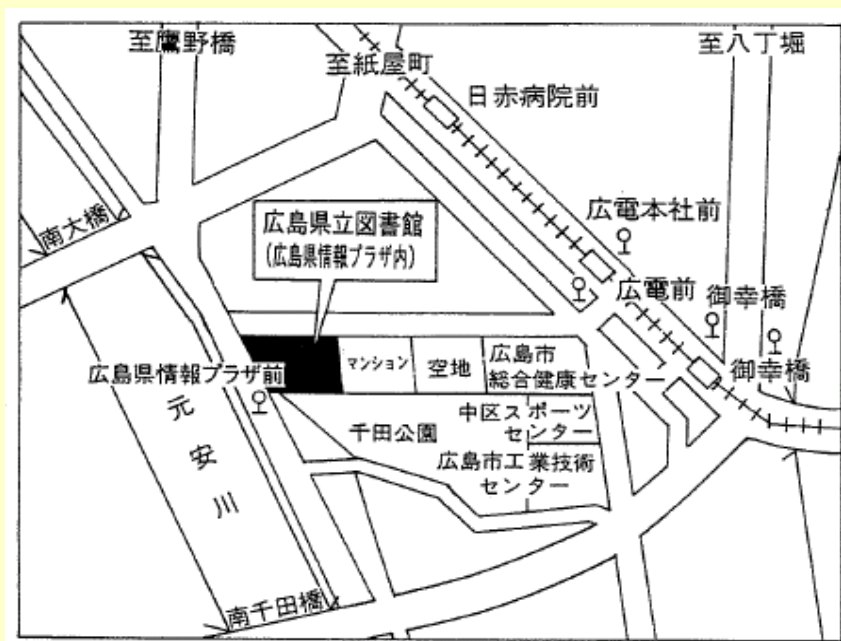 至鷹野橋
至紙屋町
至八丁堀
日赤病院前
広電本社前
南大橋
広島県立図書館
(広島県情報プラザ内)
広電前
御幸橋
御幸橋
マンション
空地
広島市
総合健康センター
広島県情報プラザ前
中区スポーツ
センター
千田公園
広島市工業技術
センター
元安川
南千田橋